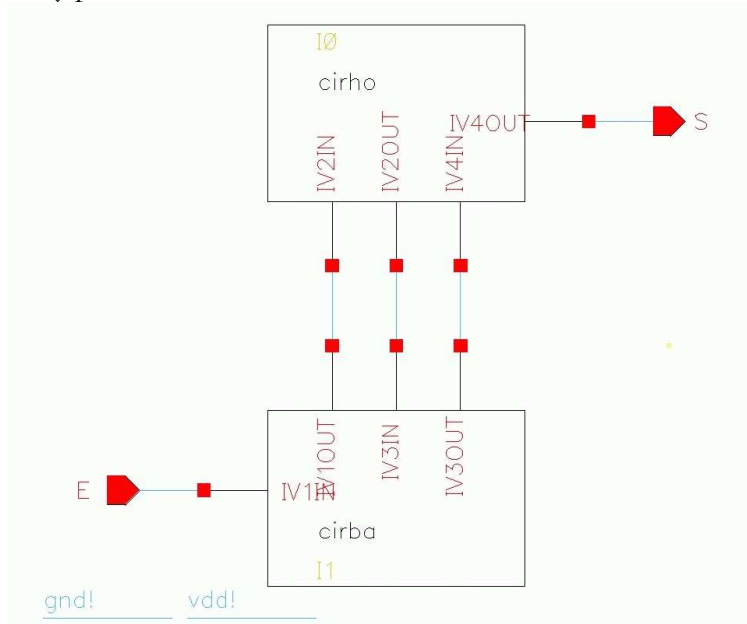 I0
cirho
IV4OUT
S
IV2IN
IV2OUT
IV4IN
IV1OUT
IV3IN
IV3OUT
E
IV1IN
cirba
I1
gnd!
vdd!